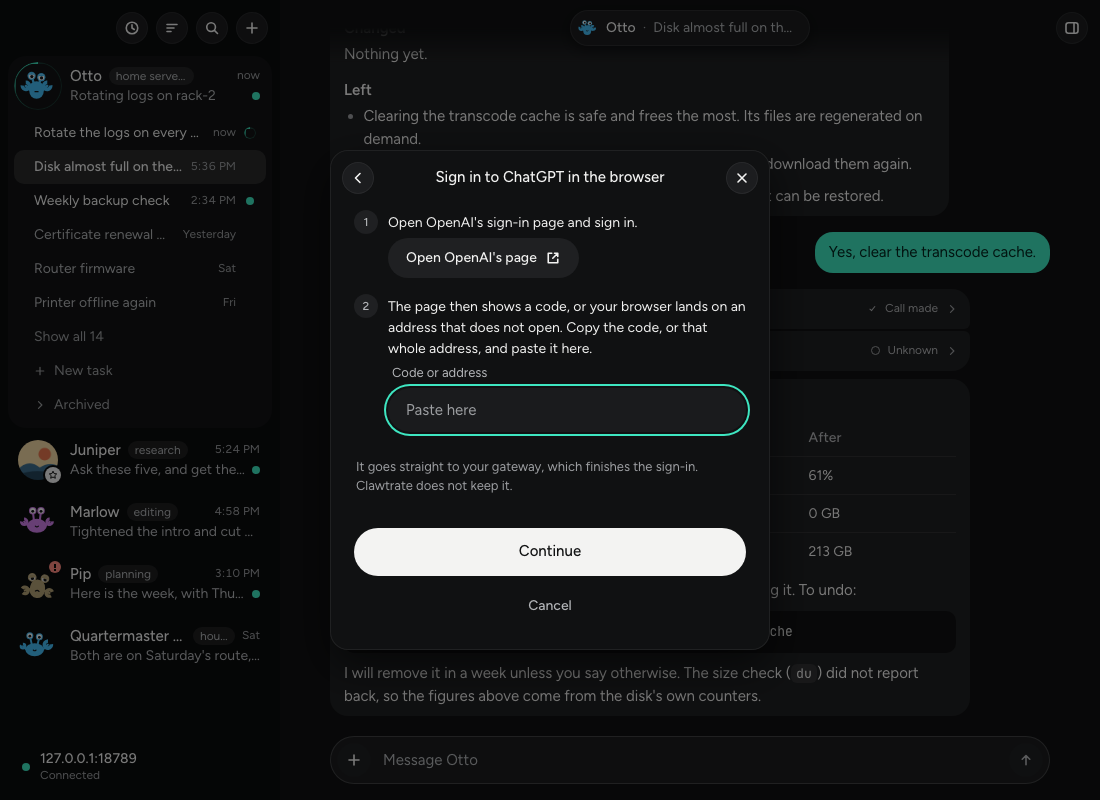 Otto · Disk almost full on th...
Otto home serve... now
Rotating logs on rack-2
Rotate the logs on every ... now
Disk almost full on the... 5:36 PM
Weekly backup check 2:34 PM
Certificate renewal ... Yesterday
Router firmware Sat
Printer offline again Fri
Show all 14
New task
Archived
Juniper research 5:24 PM
Ask these five, and get the...
Marlow editing 4:58 PM
Tightened the intro and cut ...
Pip planning 3:10 PM
Here is the week, with Thu...
Quartermaster ... hou... Sat
Both are on Saturday's route,...
127.0.0.1:18789
Connected
Nothing yet.
Left
• Clearing the transcode cache is safe and frees the most. Its files are regenerated on
demand.
download them again.
can be restored.
Yes, clear the transcode cache.
Call made
Unknown
After
61%
0 GB
213 GB
it. To undo:
I will remove it in a week unless you say otherwise. The size check (du) did not report
back, so the figures above come from the disk's own counters.
Message Otto
Sign in to ChatGPT in the browser
1 Open OpenAI's sign-in page and sign in.
Open OpenAI's page
2 The page then shows a code, or your browser lands on an
address that does not open. Copy the code, or that
whole address, and paste it here.
Code or address
Paste here
It goes straight to your gateway, which finishes the sign-in.
Clawtrate does not keep it.
Continue
Cancel